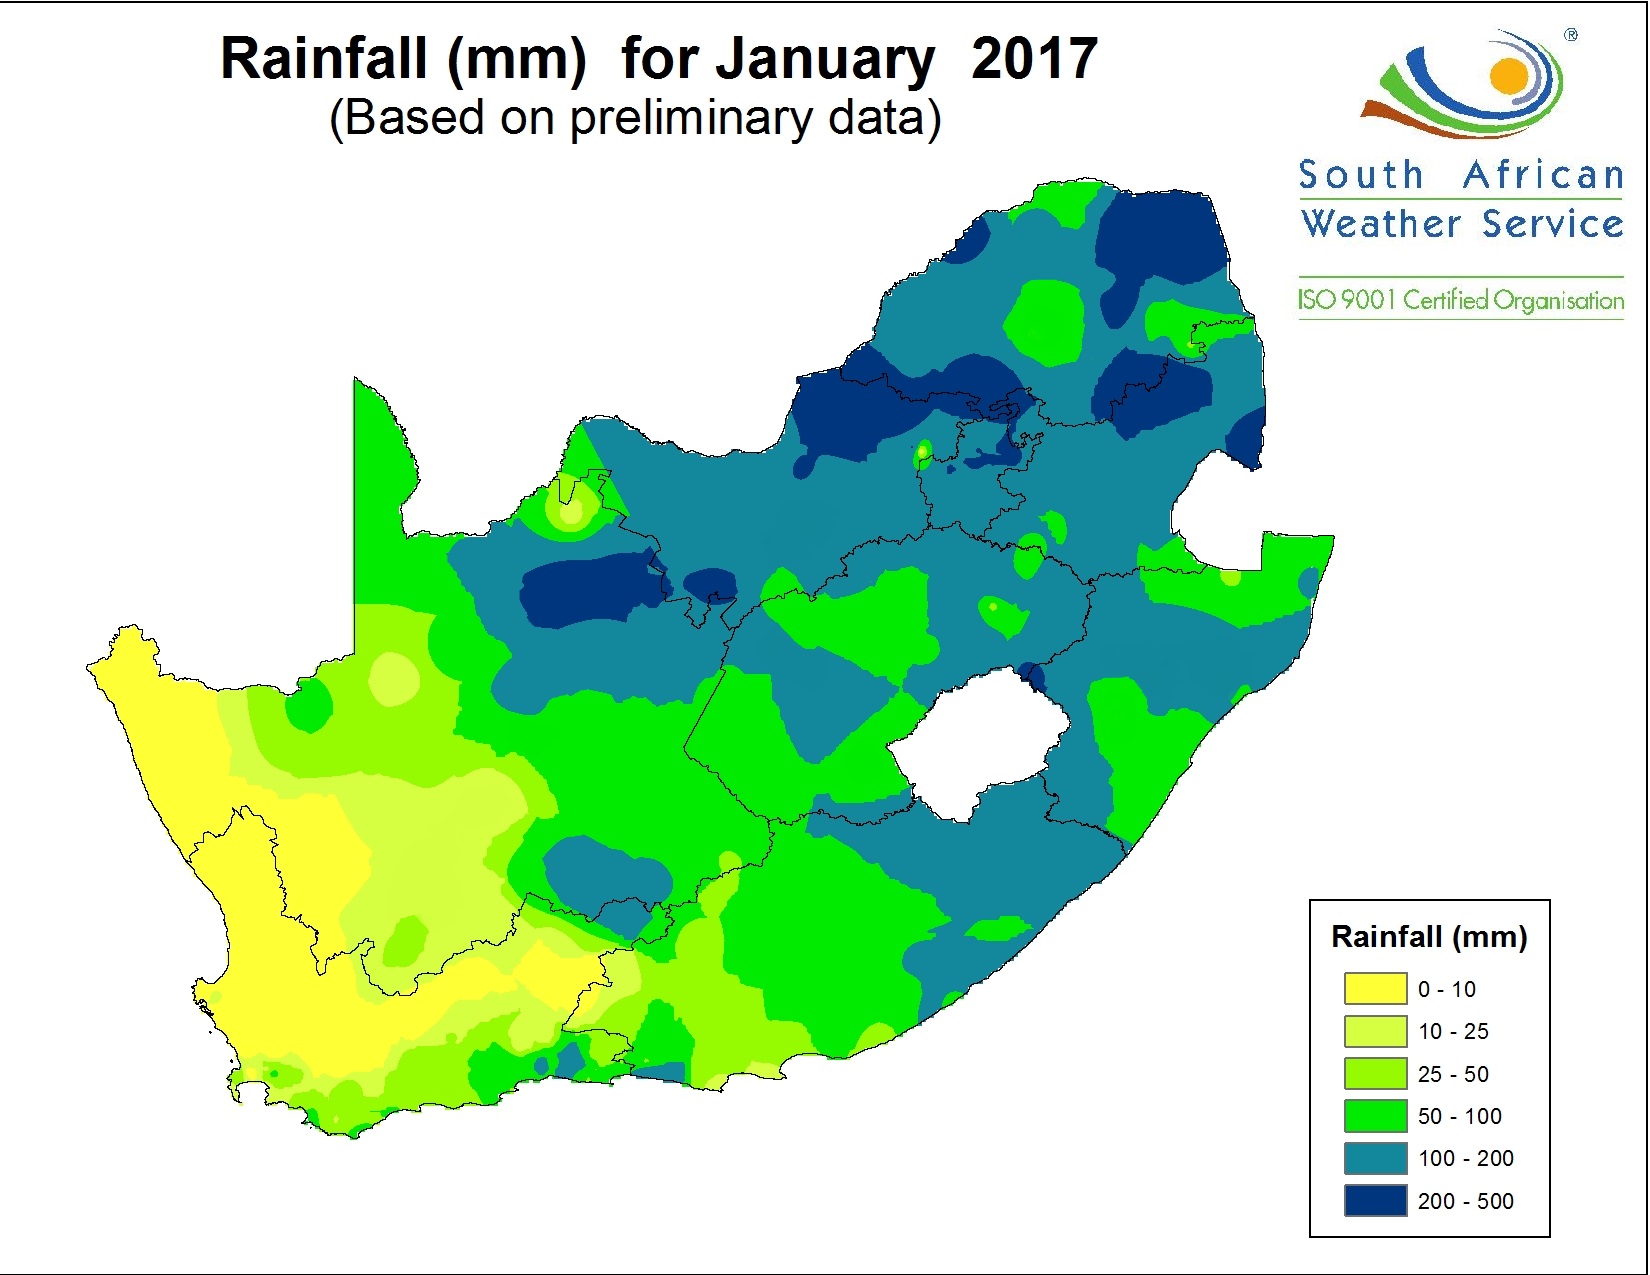 Rainfall (mm) for January 2017
(Based on preliminary data)
®
South African
Weather Service
ISO 9001 Certified Organisation
Rainfall (mm)
0 - 10
10 - 25
25 - 50
50 - 100
100 - 200
200 - 500